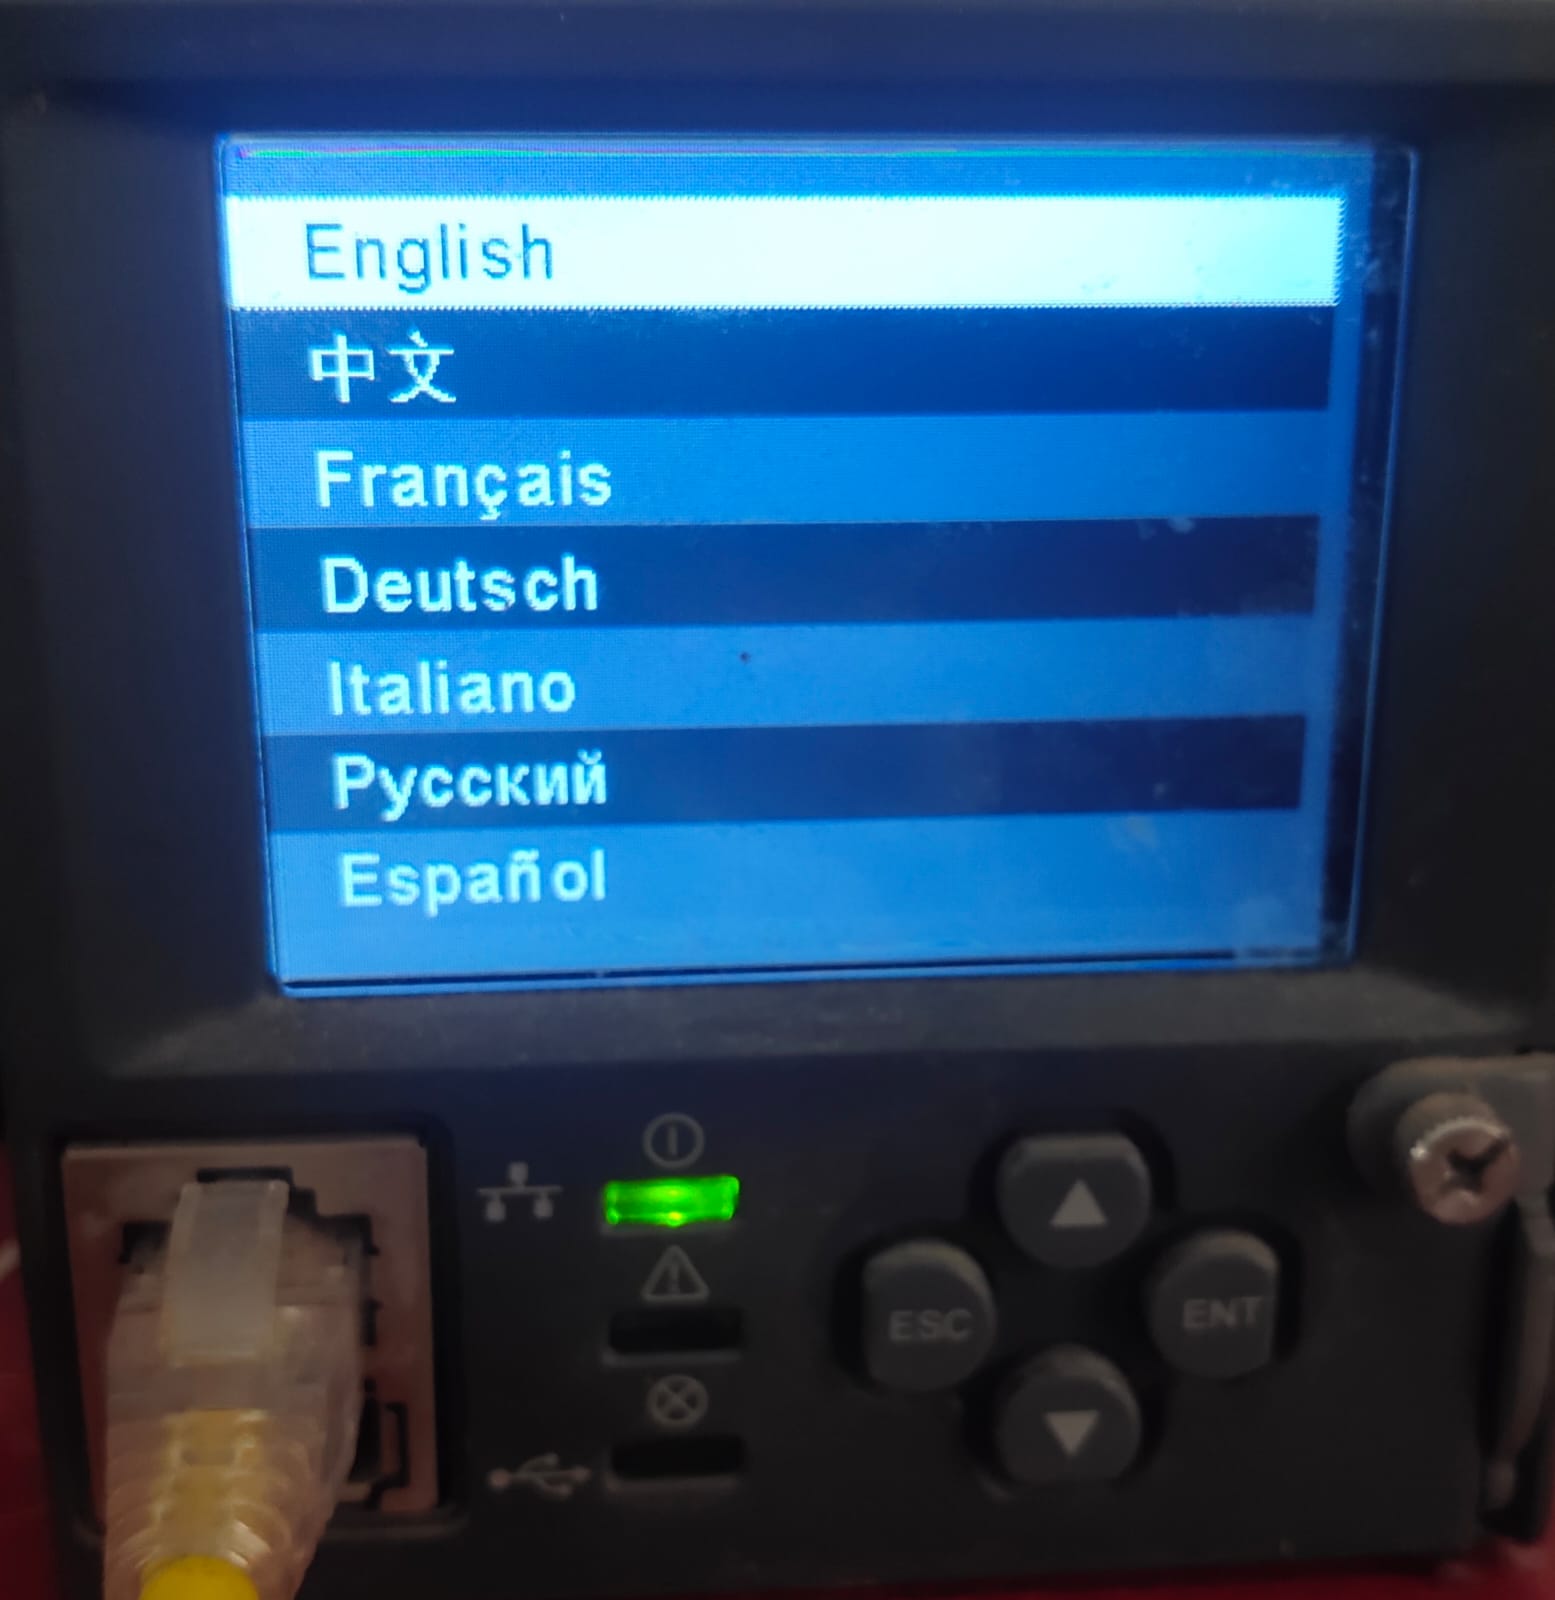 English
中文
Français
Deutsch
Italiano
Русский
Español
ESC
ENT